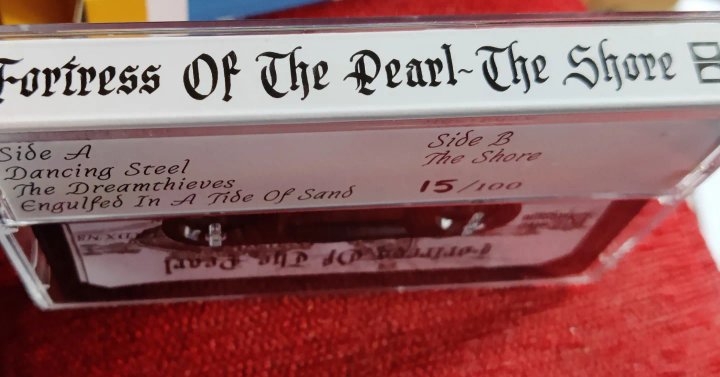 Fortress Of The Pearl~The Shore
Side A
Dancing Steel
The Dreamthieves
Engulfed In A Tide Of Sand
Side B
The Shore
15/100
Fortress Of The Pearl